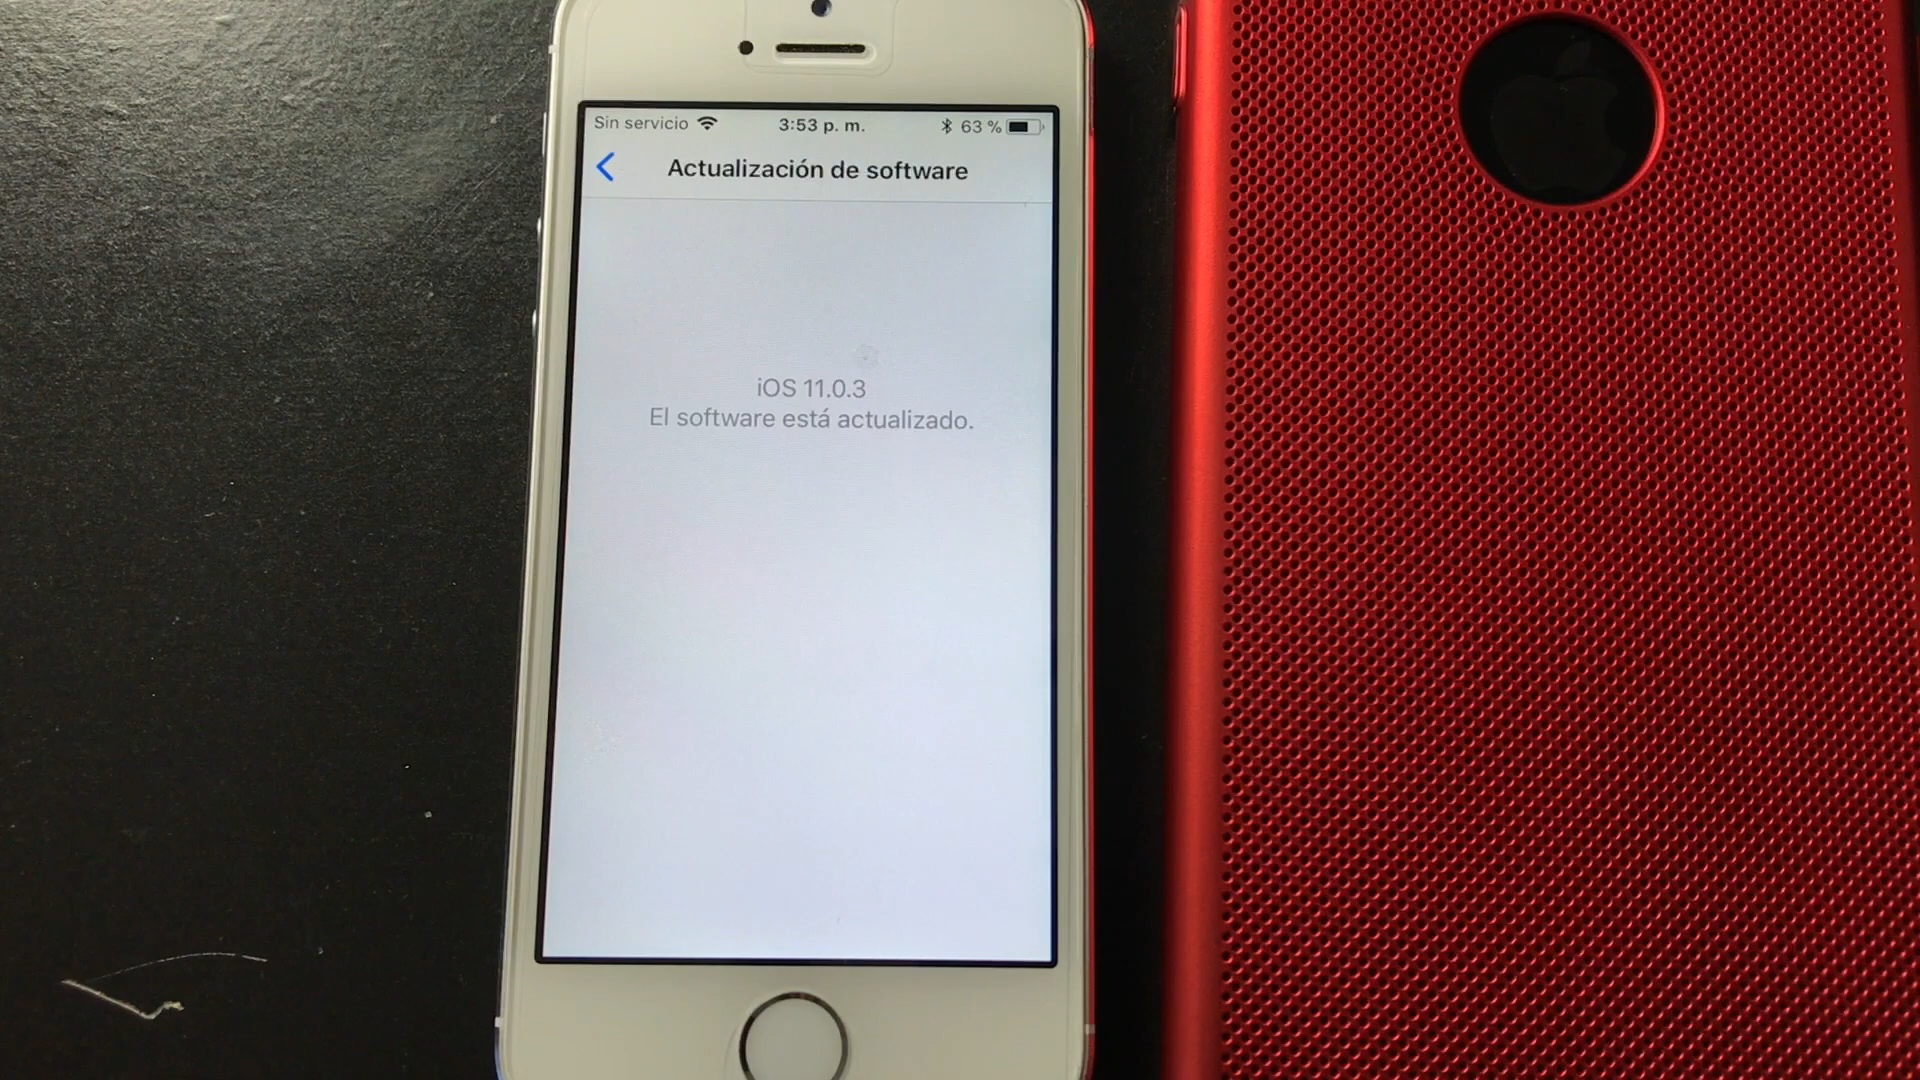 Sin servicio 3:53 p. m. 63 %
Actualización de software
iOS 11.0.3
El software está actualizado.